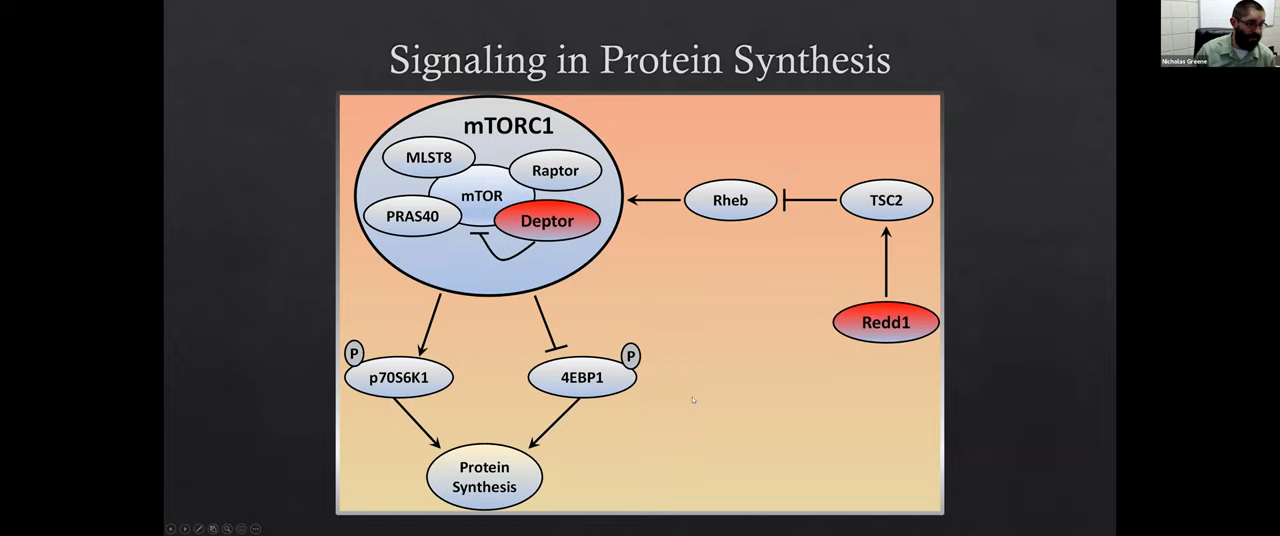 Signaling in Protein Synthesis
Nicholas Greene
mTORC1
MLST8
Raptor
mTOR
PRAS40
Deptor
Rheb
TSC2
Redd1
P
p70S6K1
4EBP1
P
Protein
Synthesis